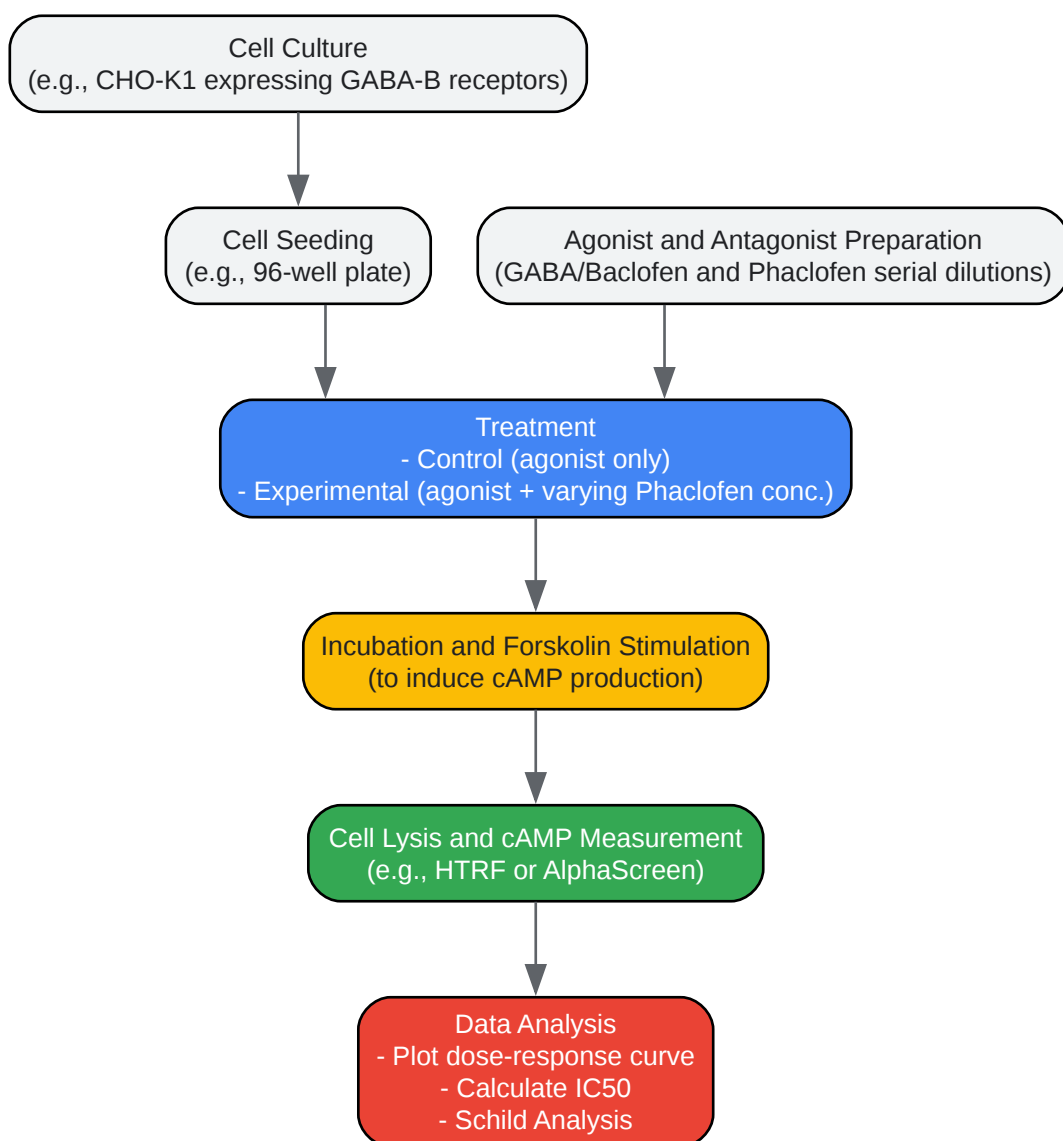 Cell Culture
(e.g., CHO-K1 expressing GABA-B receptors)
Cell Seeding
(e.g., 96-well plate)
Agonist and Antagonist Preparation
(GABA/Baclofen and Phaclofen serial dilutions)
Treatment
- Control (agonist only)
- Experimental (agonist + varying Phaclofen conc.)
Incubation and Forskolin Stimulation
(to induce cAMP production)
Cell Lysis and cAMP Measurement
(e.g., HTRF or AlphaScreen)
Data Analysis
- Plot dose-response curve
- Calculate IC50
- Schild Analysis